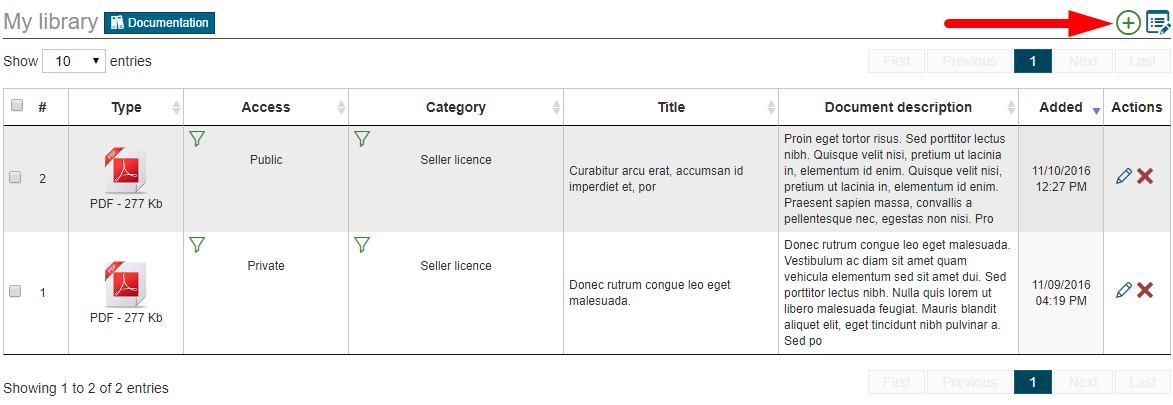 My library Documentation
Show 10 entries
First Previous 1 Next Last
# Type Access Category Title Document description Added Actions
2
PDF
PDF - 277 Kb
Public
Seller licence
Curabitur arcu erat, accumsan id
imperdiet et, por
Proin eget tortor risus. Sed porttitor lectus
nibh. Quisque velit nisi, pretium ut lacinia
in, elementum id enim. Quisque velit nisi,
pretium ut lacinia in, elementum id enim.
Praesent sapien massa, convallis a
pellentesque nec, egestas non nisi. Pro
11/10/2016
12:27 PM
1
PDF
PDF - 277 Kb
Private
Seller licence
Donec rutrum congue leo eget
malesuada.
Donec rutrum congue leo eget malesuada.
Vestibulum ac diam sit amet quam
vehicula elementum sed sit amet dui. Sed
porttitor lectus nibh. Nulla quis lorem ut
libero malesuada feugiat. Mauris blandit
aliquet elit, eget tincidunt nibh pulvinar a.
Sed po
11/09/2016
04:19 PM
Showing 1 to 2 of 2 entries
First Previous 1 Next Last